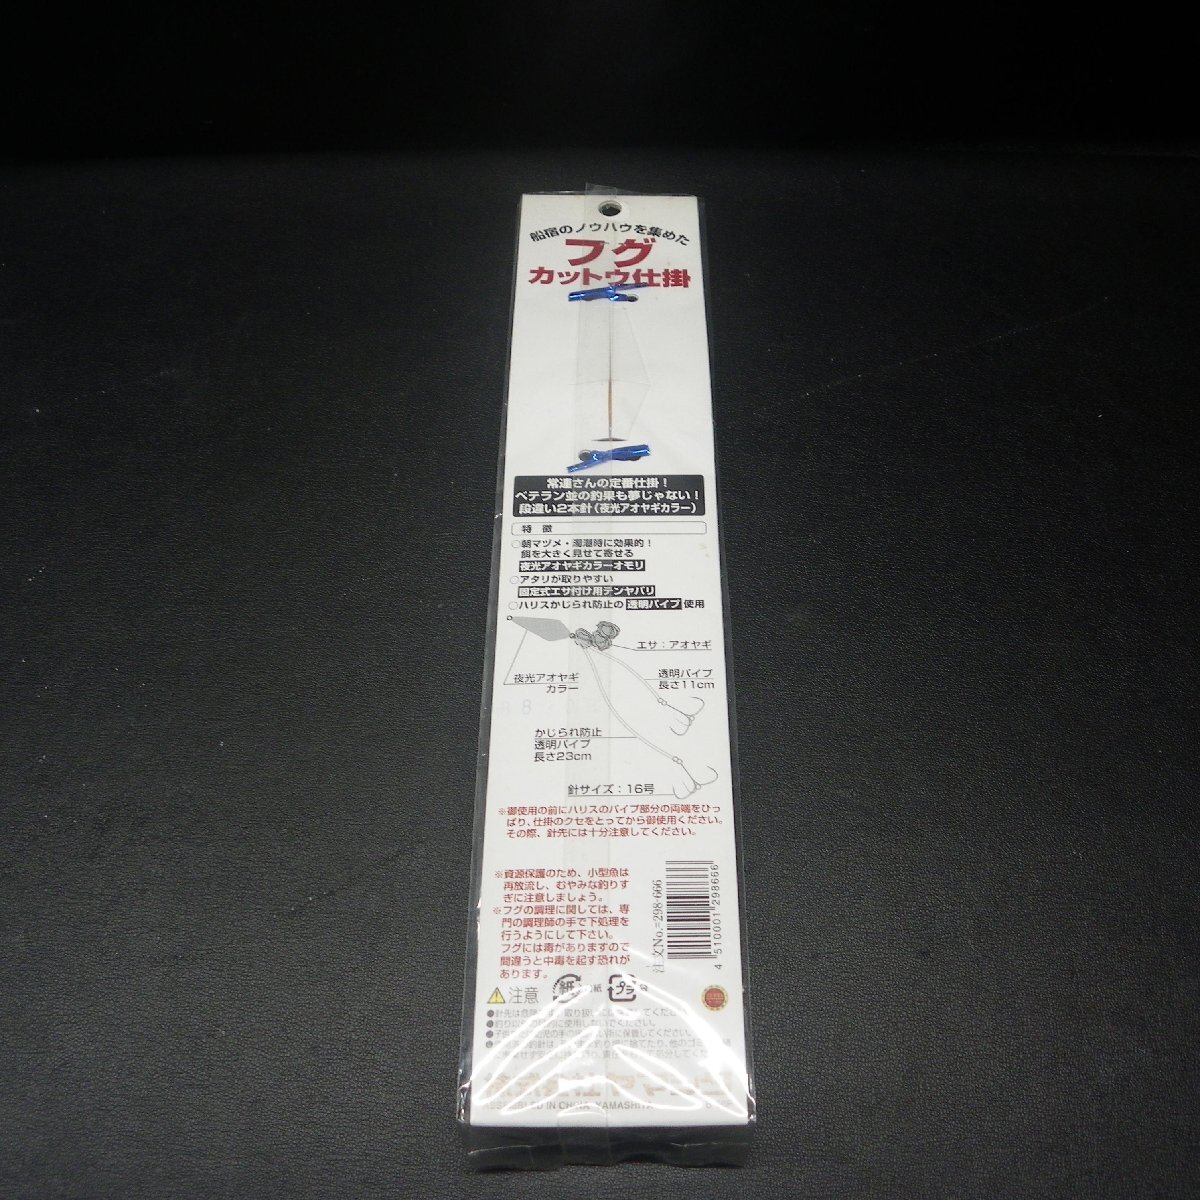 船宿のノウハウを集めた
フグ
カットウ仕掛
常連さんの定番仕掛！
ベテラン並の釣果も夢じゃない！
段違い2本針（夜光アオヤギカラー）
特徴
○朝マヅメ・濁潮時に効果的！
餌を大きく見せて寄せる
夜光アオヤギカラーオモリ
○アタリが取りやすい
固定式エサ付け用テンヤバリ
○ハリスかじられ防止の透明パイプ使用
エサ：アオヤギ
夜光アオヤギ
カラー
透明パイプ
長さ11cm
かじられ防止
透明パイプ
長さ23cm
針サイズ：16号
※御使用の前にハリスのパイプ部分の両端をひっ
ぱり、仕掛のクセをとってから御使用ください。
その際、針先には十分注意してください。
※資源保護のため、小型魚は
再放流し、むやみな釣りす
ぎに注意しましょう。
※フグの調理に関しては、専
門の調理師の手で下処理を
行うようにして下さい。
フグには毒がありますので
間違うと中毒を起す恐れが
あります。
注文No.=298-666
4 510001 298666
注意
紙
プラ
ASSEMBLED IN CHINA YAMASHITA